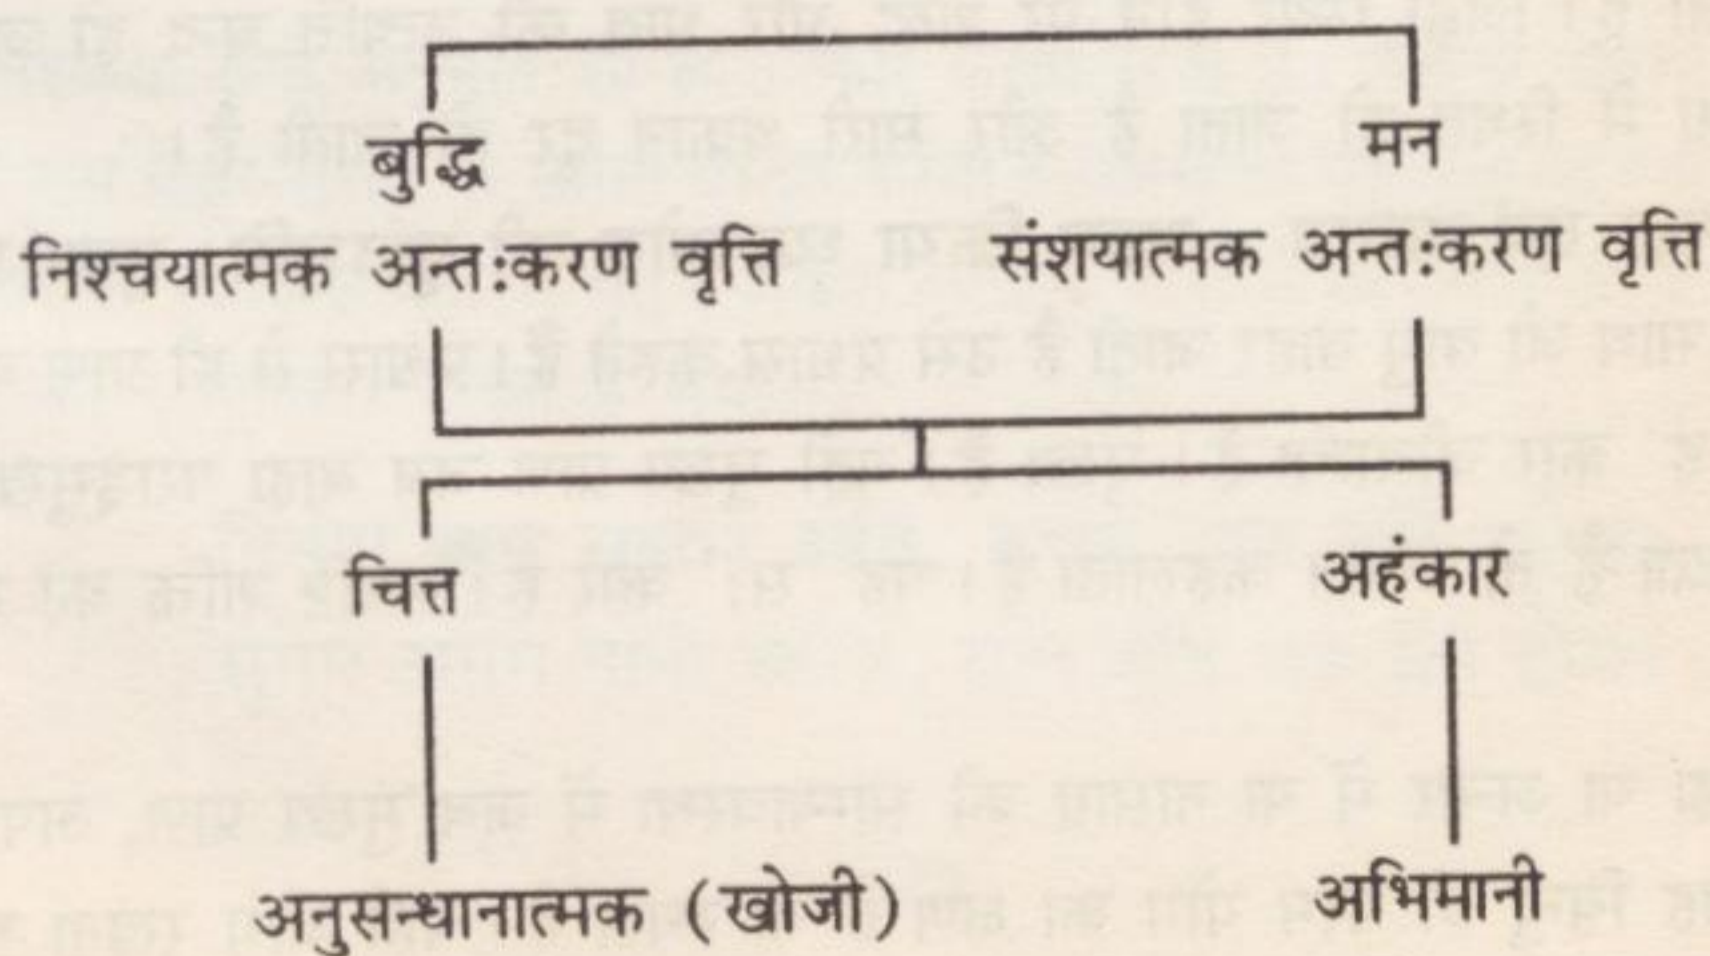 बुद्धि
मन
निश्चयात्मक अन्त:करण वृत्ति
संशयात्मक अन्त:करण वृत्ति
चित्त
अहंकार
अनुसन्धानात्मक (खोजी)
अभिमानी